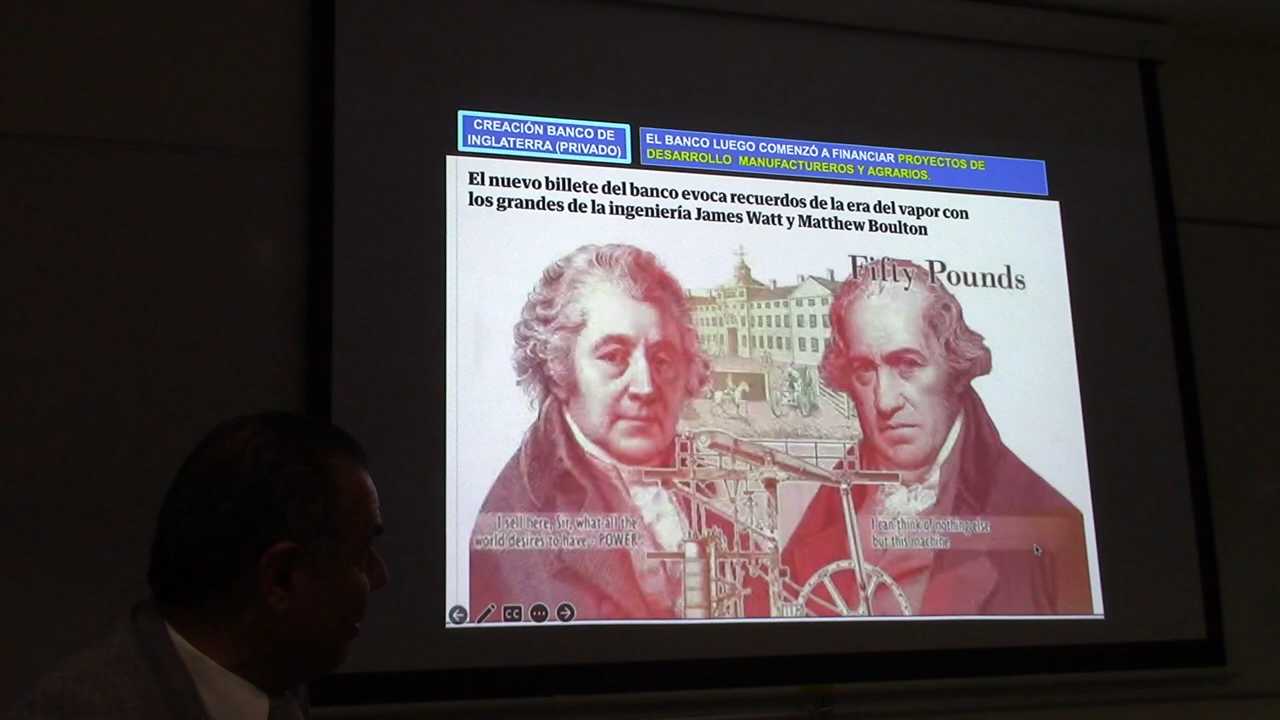 CREACIÓN BANCO DE
INGLATERRA (PRIVADO)
EL BANCO LUEGO COMENZÓ A FINANCIAR PROYECTOS DE
DESARROLLO MANUFACTUREROS Y AGRARIOS.
El nuevo billete del banco evoca recuerdos de la era del vapor con
los grandes de la ingeniería James Watt y Matthew Boulton
Fifty Pounds
I sell here, Sir, what all the
world desires to have - POWER
I can think of nothing else
but this machine
CC